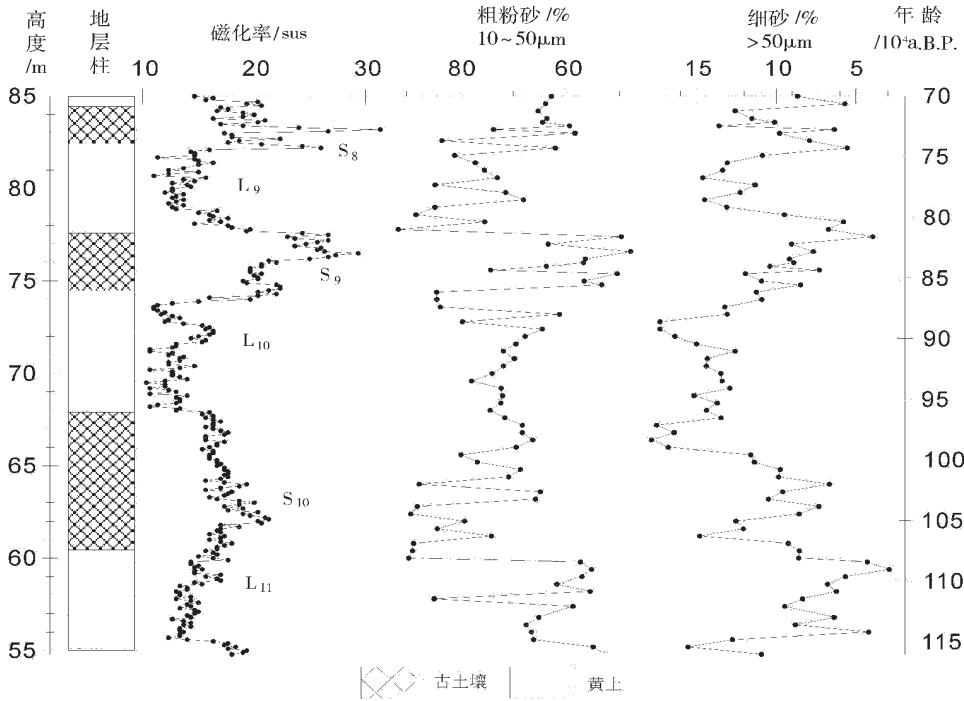 高度/m
地层柱
磁化率/sus
粗粉砂/%
10~50μm
细砂/%
>50μm
年龄
/10⁴a.B.P.
10 20 30
80 60
15 10 5
85
80
75
70
65
60
55
S8
L9
S9
L10
S10
L11
70
75
80
85
90
95
100
105
110
115
古土壤
黄上